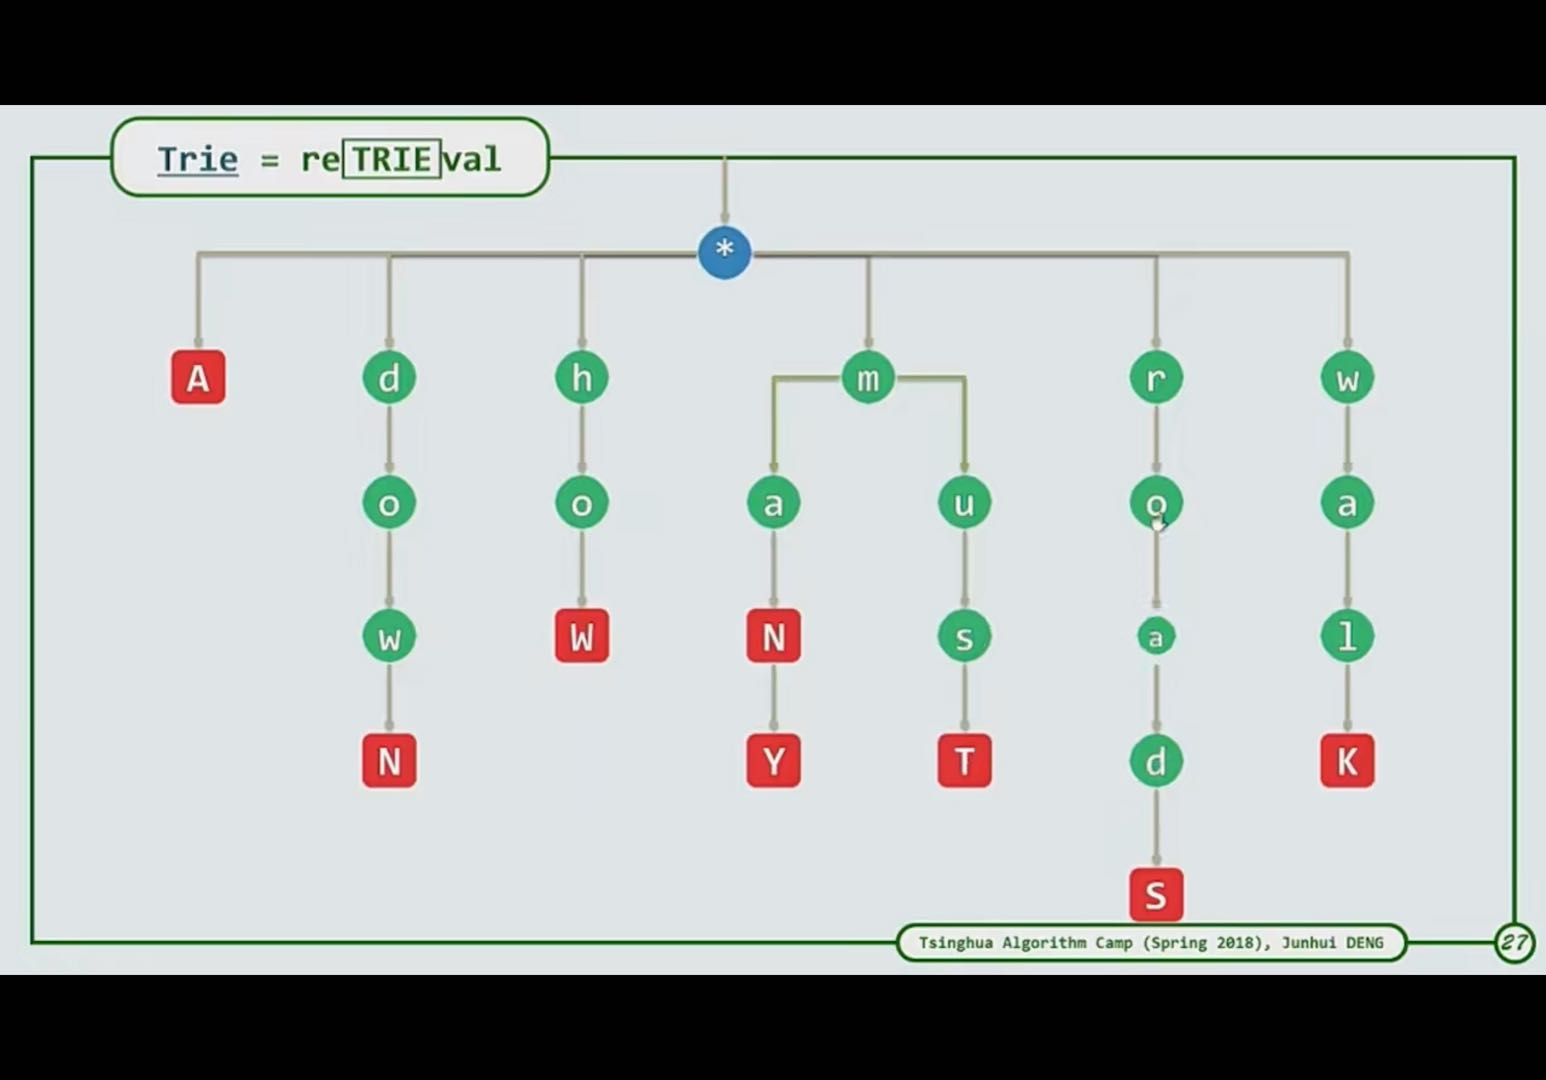 Trie = reTRIEval
*
A d h m r w
o o a u o a
w W N s a l
N Y T d K
S
Tsinghua Algorithm Camp (Spring 2018), Junhui DENG
27